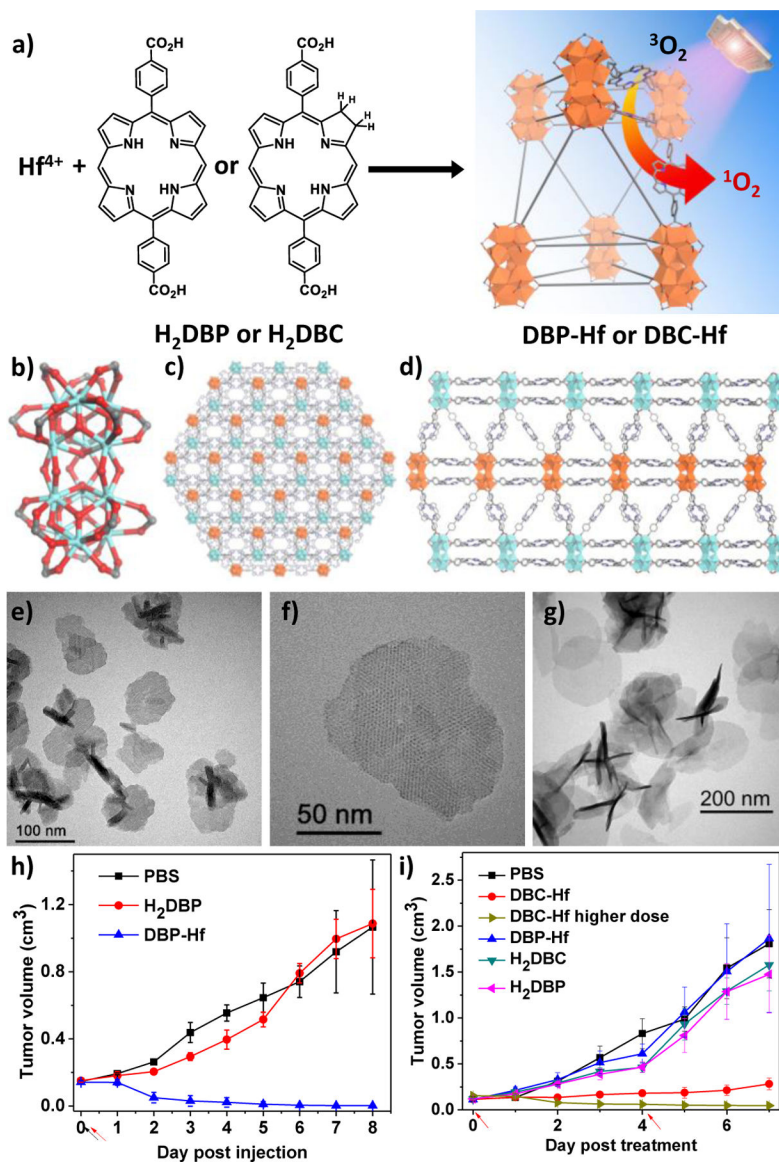 a)
CO₂H
CO₂H
NH
N
N
HN
H
H
H
H
NH
N
N
HN
Hf⁴⁺ +
or
CO₂H
CO₂H
³O₂
¹O₂
H₂DBP or H₂DBC
DBP-Hf or DBC-Hf
b)
c)
d)
e)
100 nm
f)
50 nm
g)
200 nm
h)
PBS
H₂DBP
DBP-Hf
Tumor volume (cm³)
1.2
0.8
0.4
0.0
0 1 2 3 4 5 6 7 8
Day post injection
i)
PBS
DBC-Hf
DBC-Hf higher dose
DBP-Hf
H₂DBC
H₂DBP
Tumor volume (cm³)
2.5
2.0
1.5
1.0
0.5
0.0
0 2 4 6
Day post treatment